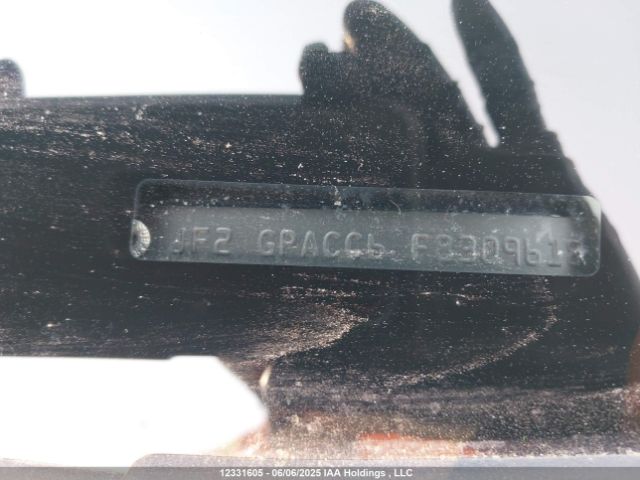 JF2 GPACC6 F8309618
12331605 - 06/06/2025 IAA Holdings , LLC